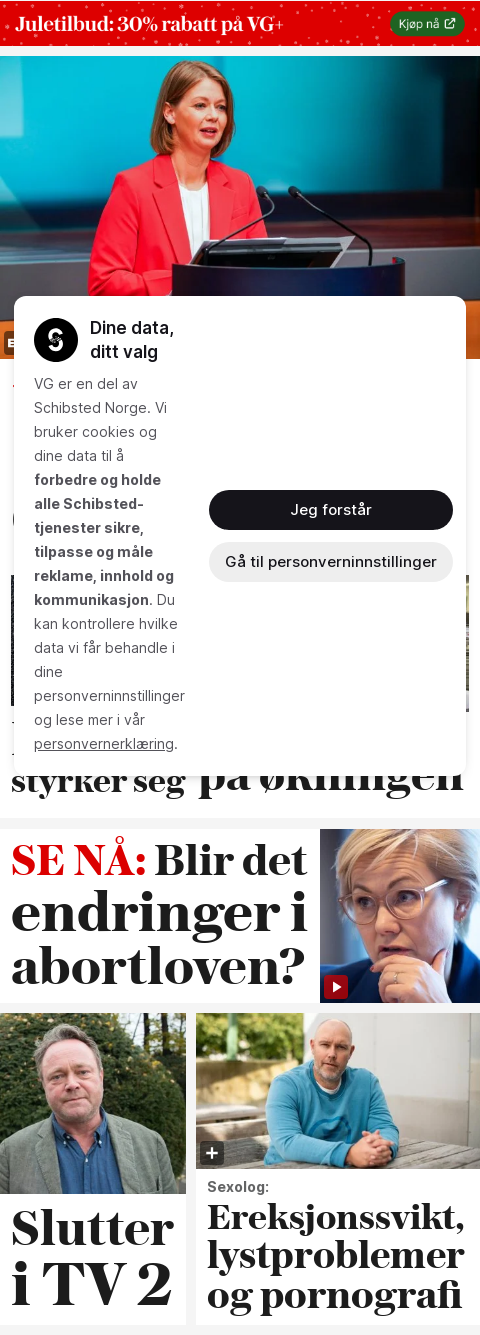 Juletilbud: 30% rabatt på VG+
Kjøp nå
Dine data,
ditt valg
VG er en del av
Schibsted Norge. Vi
bruker cookies og
dine data til å
forbedre og holde
alle Schibsted-
tjenester sikre,
tilpasse og måle
reklame, innhold og
kommunikasjon. Du
kan kontrollere hvilke
data vi får behandle i
dine
personverninnstillinger
og lese mer i vår
personvernerklæring.
Jeg forstår
Gå til personverninnstillinger
styrker seg
på økningen
SE NÅ: Blir det
endringer i
abortloven?
Slutter
i TV 2
Sexolog:
Ereksjonssvikt,
lystproblemer
og pornografi